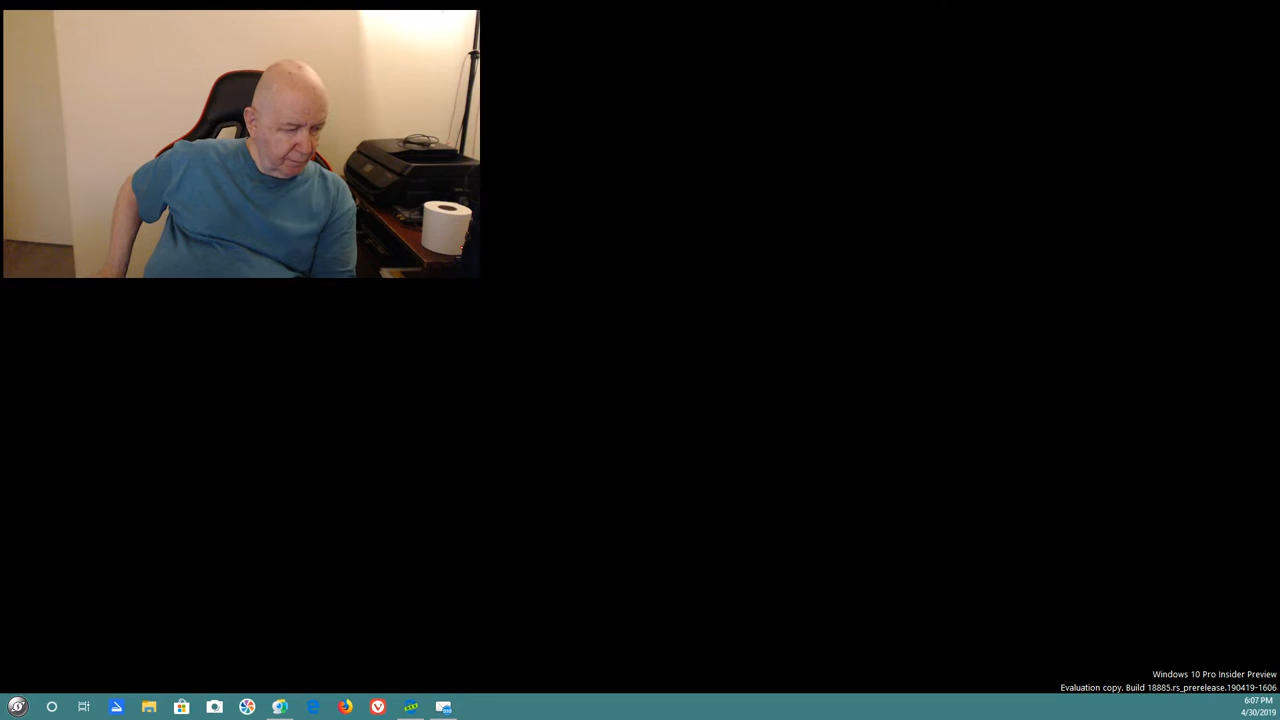 Windows 10 Pro Insider Preview
Evaluation copy. Build 18885.rs_prerelease.190419-1606
6:07 PM
4/30/2019